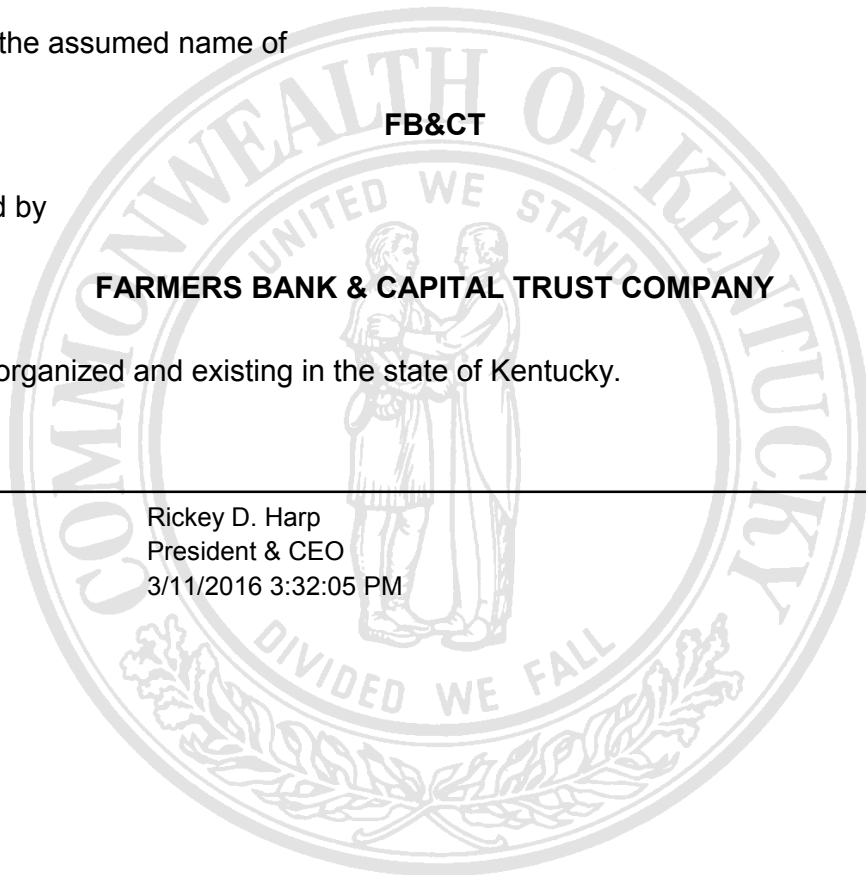 the assumed name of
FB&CT
d by
FARMERS BANK & CAPITAL TRUST COMPANY
organized and existing in the state of Kentucky.
Rickey D. Harp
President & CEO
3/11/2016 3:32:05 PM
COMMONWEALTH OF KENTUCKY
UNITED WE STAND
DIVIDED WE FALL